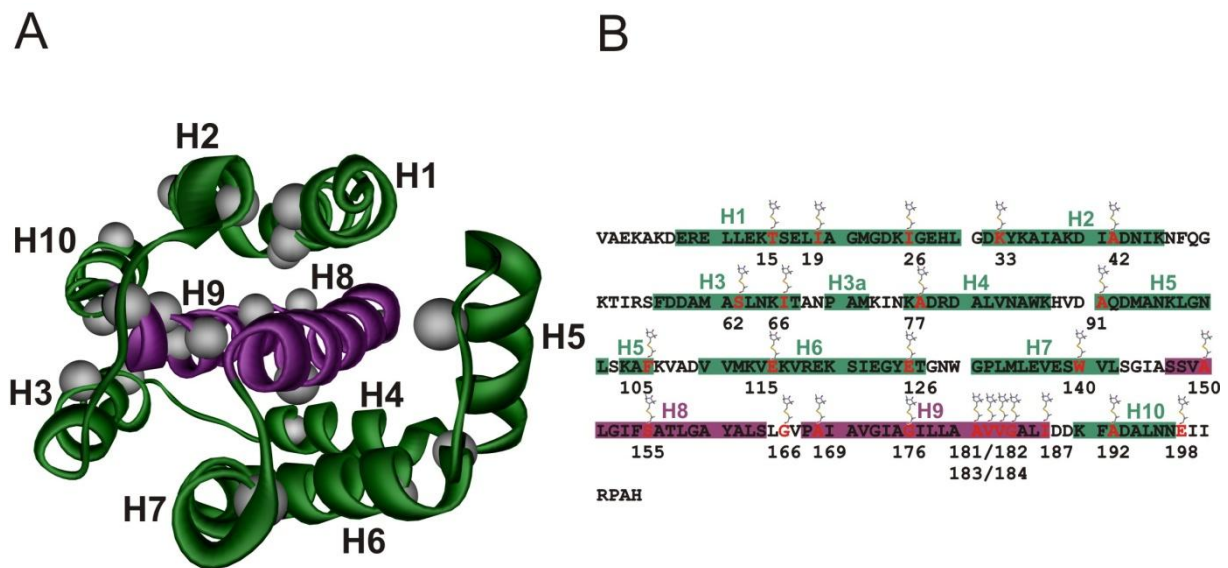 A
B
H2
H1
H10
H9
H8
H5
H3
H4
H7
H6
H1 H2
VAEKAKDERE LLEKTSELIA GMGDKIGEHL GDKYKAIAKD IADNIKNFQG
15 19 26 33 42
H3 H3a H4 H5
KTIRSFDDAM ASLNKITANP AMKINKADRD ALVNAWKHVD AQDMANKLGN
62 66 77 91
H5 H6 H7
LSKAFKVADV VMKVEKVREK SIEGYETGNW GPLMLEVESW VLSGIASSVA
105 116 126 140 150
H8 H9 H10
LGIFSATLGA YALSLGVPAI AVGIASILLA AVVGALIDDK FADALNNEII
155 166 169 176 181/182 187 192 198
183/184
RPAH